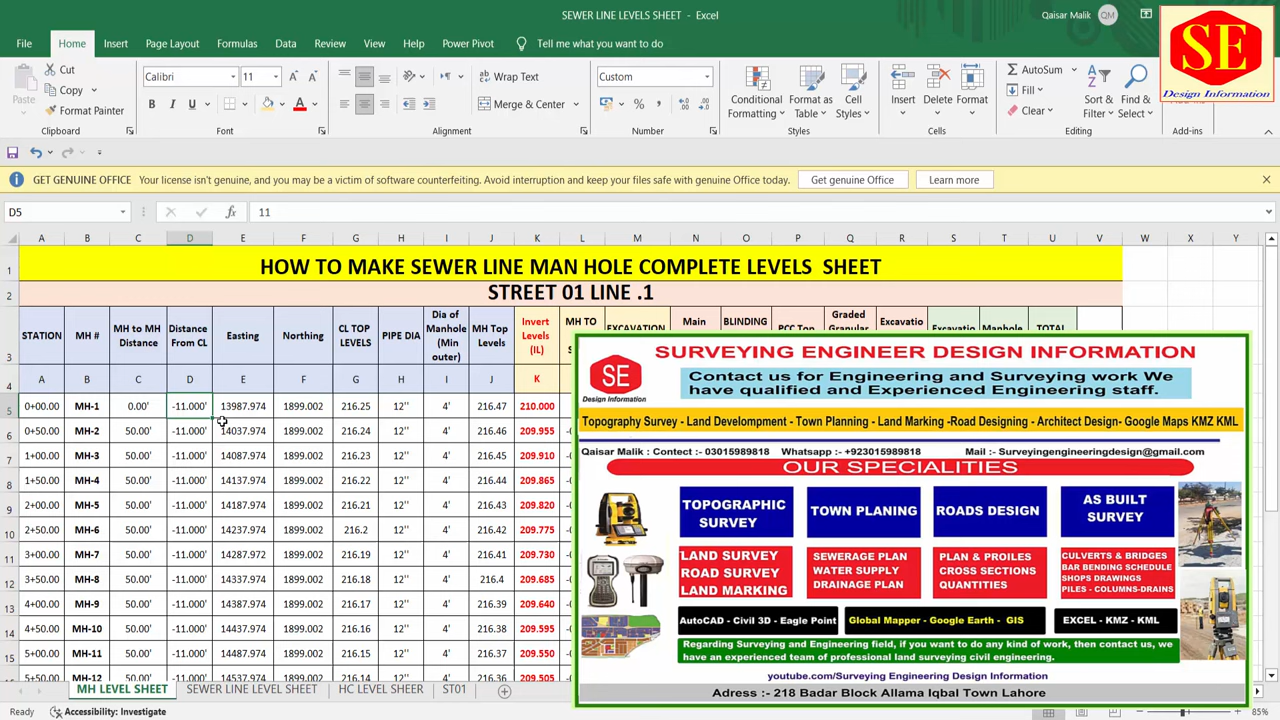 SEWER LINE LEVELS SHEET - Excel
Qaisar Malik QM
SE
Design Information
File Home Insert Page Layout Formulas Data Review View Help Power Pivot Tell me what you want to do
Cut
Copy
Format Painter
Paste
Calibri 11
B I U
Wrap Text
Merge & Center
Custom
Conditional Formatting
Format as Table
Cell Styles
Insert Delete Format
AutoSum
Fill
Clear
Sort & Filter
Find & Select
Clipboard Font Alignment Number Styles Cells Editing Add-ins
GET GENUINE OFFICE Your license isn't genuine, and you may be a victim of software counterfeiting. Avoid interruption and keep your files safe with genuine Office today. Get genuine Office Learn more
D5 fx 11
A B C D E F G H I J K L M N O P Q R S T U V W X Y
1 HOW TO MAKE SEWER LINE MAN HOLE COMPLETE LEVELS SHEET
2 STREET 01 LINE .1
3 STATION MH # MH to MH Distance Distance From CL Easting Northing CL TOP LEVELS PIPE DIA Dia of Manhole (Min outer) MH Top Levels Invert Levels (IL) MH TO EXCAVATION Main BLINDING PCC Top Graded Granular Excavatio Excavatio Manhole TOTAL
4 A B C D E F G H I J K
5 0+00.00 MH-1 0.00' -11.000' 13987.974 1899.002 216.25 12'' 4' 216.47 210.000
6 0+50.00 MH-2 50.00' -11.000' 14037.974 1899.002 216.24 12'' 4' 216.46 209.955
7 1+00.00 MH-3 50.00' -11.000' 14087.974 1899.002 216.23 12'' 4' 216.45 209.910
8 1+50.00 MH-4 50.00' -11.000' 14137.974 1899.002 216.22 12'' 4' 216.44 209.865
9 2+00.00 MH-5 50.00' -11.000' 14187.974 1899.002 216.21 12'' 4' 216.43 209.820
10 2+50.00 MH-6 50.00' -11.000' 14237.974 1899.002 216.2 12'' 4' 216.42 209.775
11 3+00.00 MH-7 50.00' -11.000' 14287.972 1899.002 216.19 12'' 4' 216.41 209.730
12 3+50.00 MH-8 50.00' -11.000' 14337.974 1899.002 216.18 12'' 4' 216.4 209.685
13 4+00.00 MH-9 50.00' -11.000' 14387.974 1899.002 216.17 12'' 4' 216.39 209.640
14 4+50.00 MH-10 50.00' -11.000' 14437.974 1899.002 216.16 12'' 4' 216.38 209.595
15 5+00.00 MH-11 50.00' -11.000' 14487.974 1899.002 216.15 12'' 4' 216.37 209.550
5+50.00 MH-12 50.00' -11.000' 14537.974 1899.002 216.14 12'' 4' 216.36 209.505
SURVEYING ENGINEER DESIGN INFORMATION
SE
Design Information
Contact us for Engineering and Surveying work We
have qualified and Experienced Engineering staff.
Topography Survey - Land Develompment - Town Planning - Land Marking -Road Designing - Architect Design- Google Maps KMZ KML
Qaisar Malik : Contect :- 03015989818 Whatsapp :- +923015989818 Mail :- Surveyingengineeringdesign@gmail.com
OUR SPECIALITIES
TOPOGRAPHIC SURVEY
TOWN PLANING
ROADS DESIGN
AS BUILT SURVEY
LAND SURVEY
ROAD SURVEY
LAND MARKING
SEWERAGE PLAN
WATER SUPPLY
DRAINAGE PLAN
PLAN & PROILES
CROSS SECTIONS
QUANTITIES
CULVERTS & BRIDGES
BAR BENDING SCHEDULE
SHOPS DRAWINGS
PILES - COLUMNS-DRAINS
AutoCAD - Civil 3D - Eagle Point
Global Mapper - Google Earth - GIS
EXCEL - KMZ - KML
Regarding Surveying and Engineering field, if you want to do any kind of work, then contact us, we
have an experienced team of professional land surveying civil engineering.
youtube.com/Surveying Engineering Design Information
Adress :- 218 Badar Block Allama Iqbal Town Lahore
MH LEVEL SHEET SEWER LINE LEVEL SHEET HC LEVEL SHEER ST01
Ready Accessibility: Investigate 85%